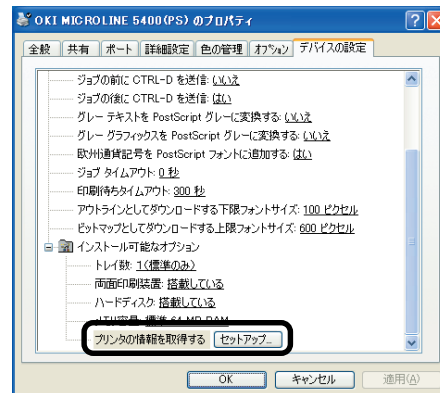 OKI MICROLINE 5400(PS) のプロパティ
全般 共有 ポート 詳細設定 色の管理 オプション デバイスの設定
ジョブの前に CTRL-D を送信: いいえ
ジョブの後に CTRL-D を送信: はい
グレー テキストを PostScript グレーに変換する: いいえ
グレー グラフィックスを PostScript グレーに変換する: いいえ
欧州通貨記号を PostScript フォントに追加する: はい
ジョブ タイムアウト: 0 秒
印刷待ちタイムアウト: 300 秒
アウトラインとしてダウンロードする下限フォントサイズ: 100 ピクセル
ビットマップとしてダウンロードする上限フォントサイズ: 600 ピクセル
インストール可能なオプション
トレイ数: 1(標準のみ)
両面印刷装置: 搭載している
ハードディスク: 搭載している
メモリ容量: 標準 64 MB RAM
プリンタの情報を取得する セットアップ...
OK キャンセル 適用(A)